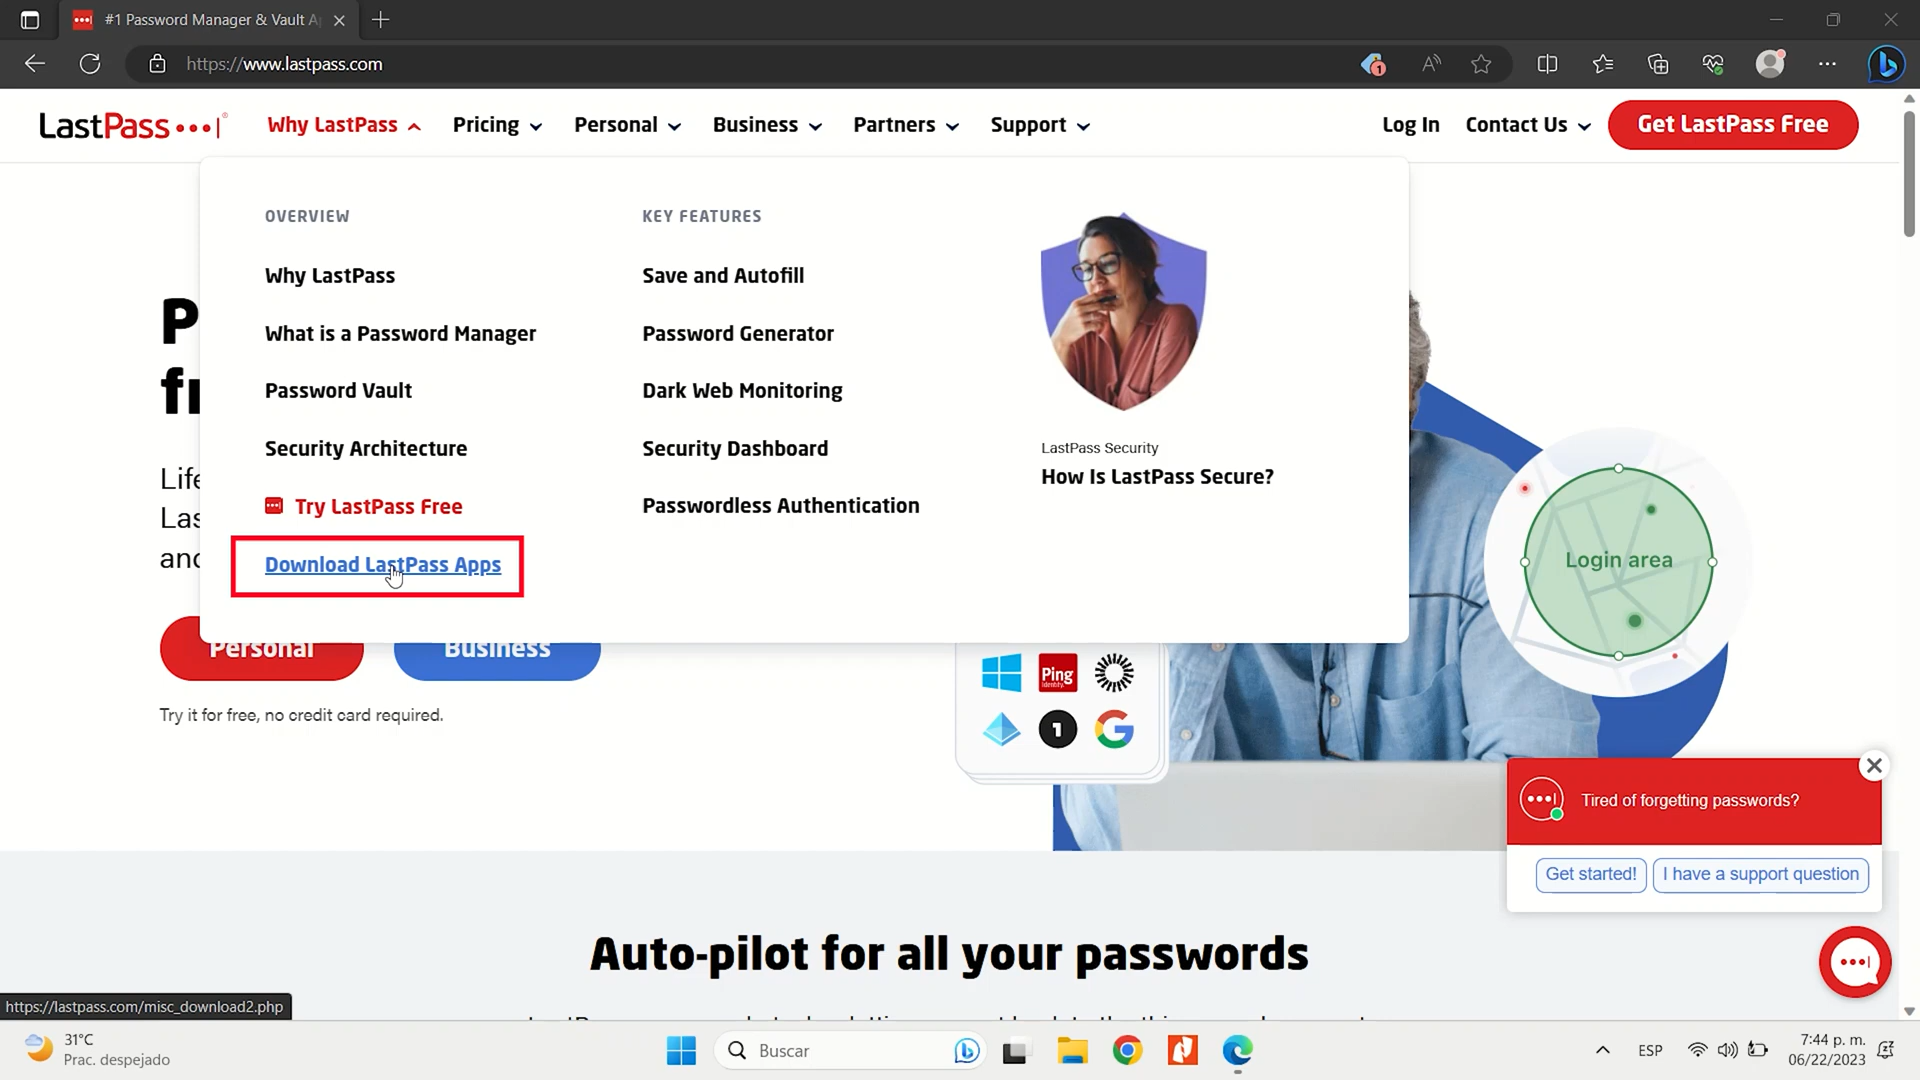 #1 Password Manager & Vault A
https://www.lastpass.com
1
LastPass
Why LastPass
Pricing
Personal
Business
Partners
Support
Log In
Contact Us
Get LastPass Free
OVERVIEW
Why LastPass
What is a Password Manager
Password Vault
Security Architecture
Try LastPass Free
Download LastPass Apps
KEY FEATURES
Save and Autofill
Password Generator
Dark Web Monitoring
Security Dashboard
Passwordless Authentication
LastPass Security
How Is LastPass Secure?
Login area
Ping
Identity.
1
Personal
Business
Try it for free, no credit card required.
Tired of forgetting passwords?
Get started!
I have a support question
Auto-pilot for all your passwords
https://lastpass.com/misc_download2.php
31°C
Prac. despejado
Buscar
ESP
7:44 p. m.
06/22/2023